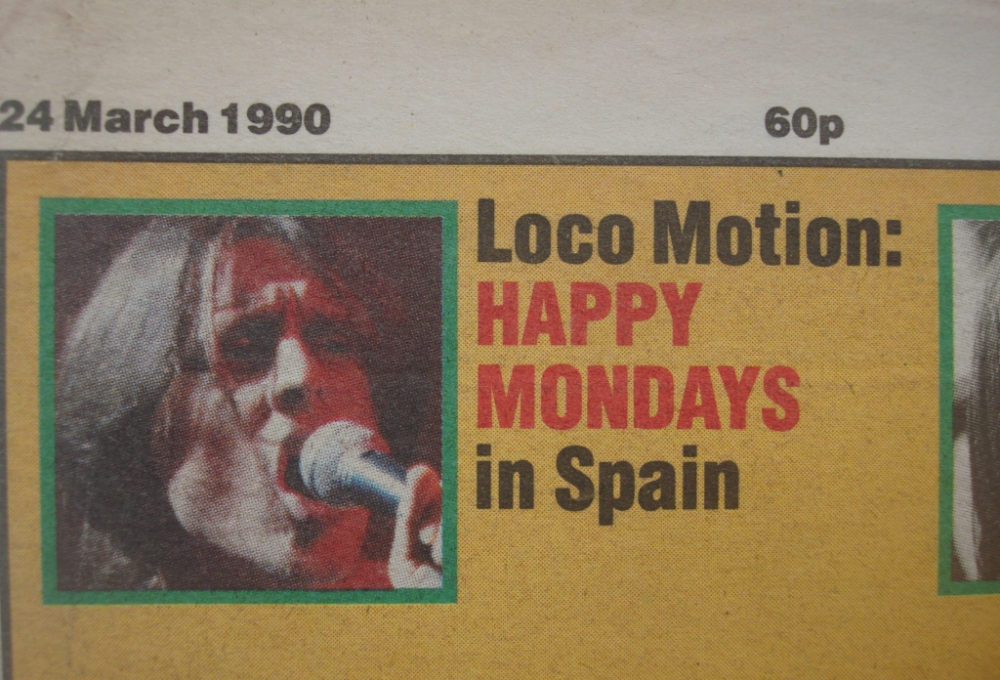 24 March 1990 60p
Loco Motion:
HAPPY
MONDAYS
in Spain